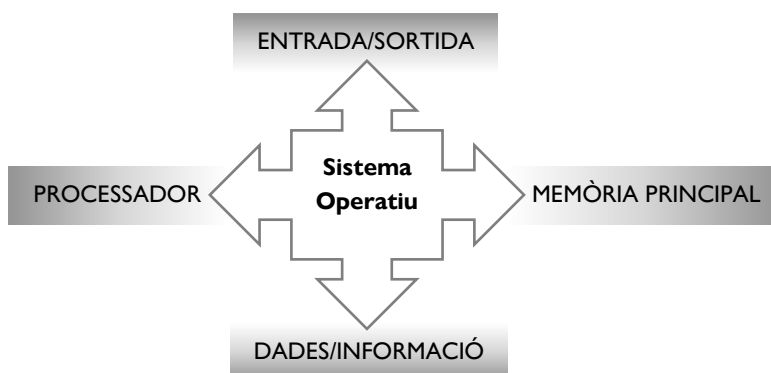 ENTRADA/SORTIDA
PROCESSADOR
Sistema
Operatiu
MEMÒRIA PRINCIPAL
DADES/INFORMACIÓ